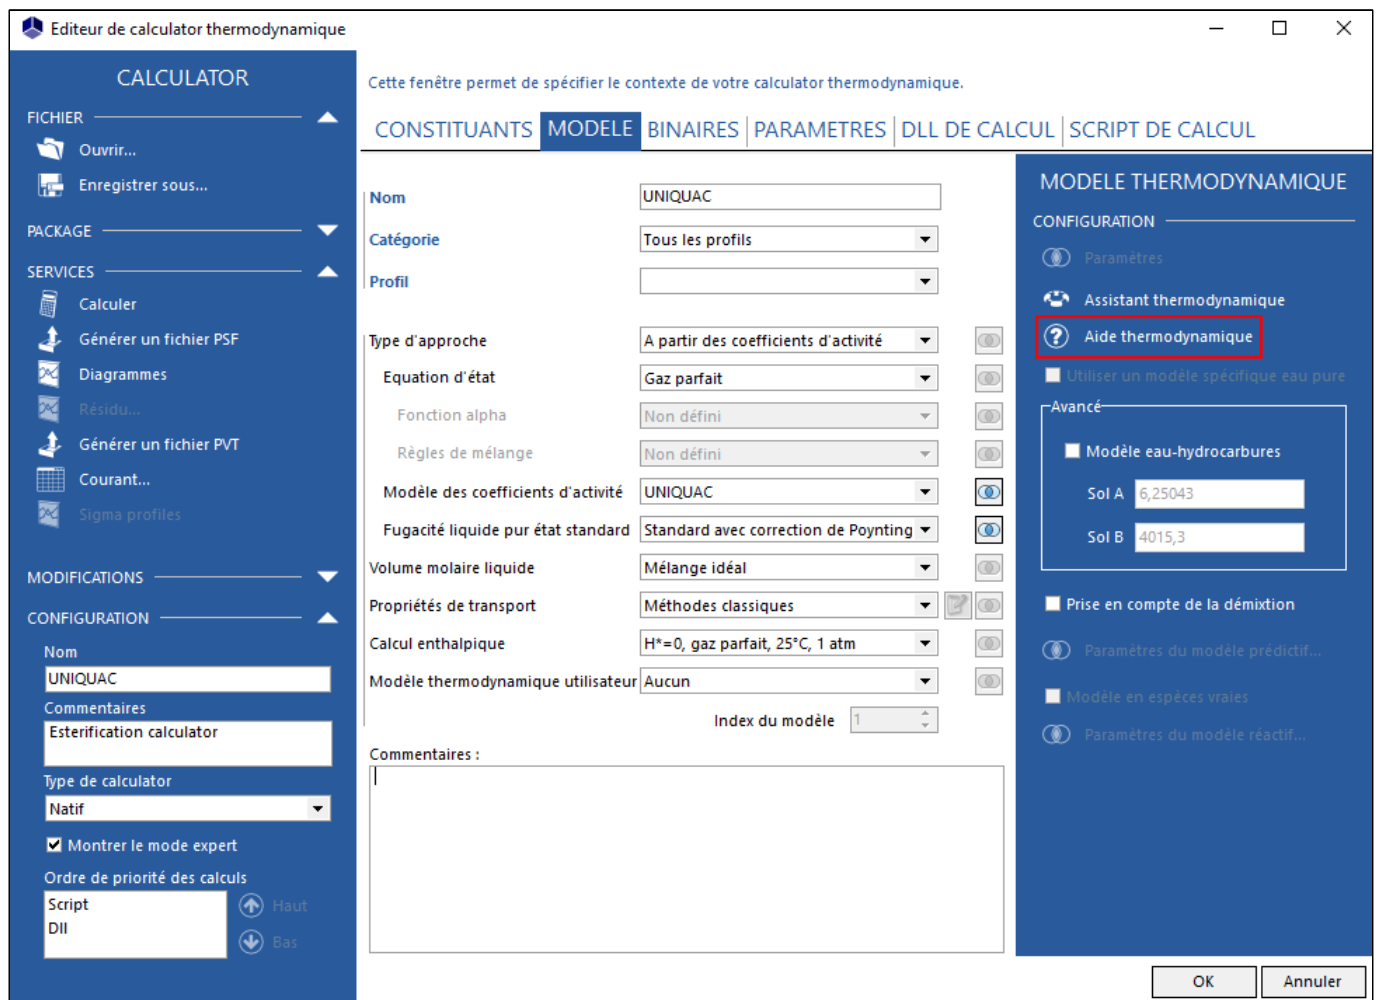 Editeur de calculator thermodynamique
CALCULATOR
FICHIER
Ouvrir...
Enregistrer sous...
PACKAGE
SERVICES
Calculer
Générer un fichier PSF
Diagrammes
Résidu...
Générer un fichier PVT
Courant...
Sigma profiles
MODIFICATIONS
CONFIGURATION
Nom
UNIQUAC
Commentaires
Esterification calculator
Type de calculator
Natif
Montrer le mode expert
Ordre de priorité des calculs
Script
Dll
Haut
Bas
Cette fenêtre permet de spécifier le contexte de votre calculator thermodynamique.
CONSTITUANTS MODELE BINAIRES PARAMETRES DLL DE CALCUL SCRIPT DE CALCUL
Nom UNIQUAC
Catégorie Tous les profils
Profil
Type d'approche A partir des coefficients d'activité
Equation d'état Gaz parfait
Fonction alpha Non défini
Règles de mélange Non défini
Modèle des coefficients d'activité UNIQUAC
Fugacité liquide pur état standard Standard avec correction de Poynting
Volume molaire liquide Mélange idéal
Propriétés de transport Méthodes classiques
Calcul enthalpique H*=0, gaz parfait, 25°C, 1 atm
Modèle thermodynamique utilisateur Aucun
Index du modèle 1
Commentaires :
MODELE THERMODYNAMIQUE
CONFIGURATION
Paramètres
Assistant thermodynamique
Aide thermodynamique
Utiliser un modèle spécifique eau pure
Avancé
Modèle eau-hydrocarbures
Sol A 6,25043
Sol B 4015,3
Prise en compte de la démixtion
Paramètres du modèle prédictif...
Modèle en espèces vraies
Paramètres du modèle réactif...
OK Annuler